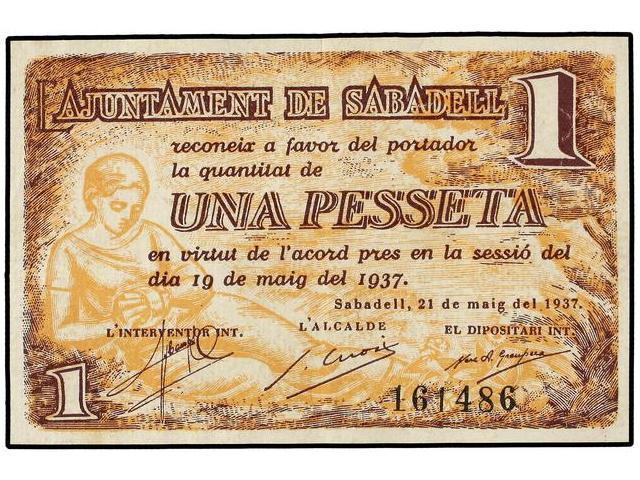 L'AJUNTAMENT DE SABADELL
1
reconeix a favor del portador
la quantitat de
UNA PESSETA
en virtut de l'acord pres en la sessió del
dia 19 de maig del 1937.
Sabadell, 21 de maig del 1937.
L'INTERVENTOR INT. L'ALCALDE EL DIPOSITARI INT.
1
161486